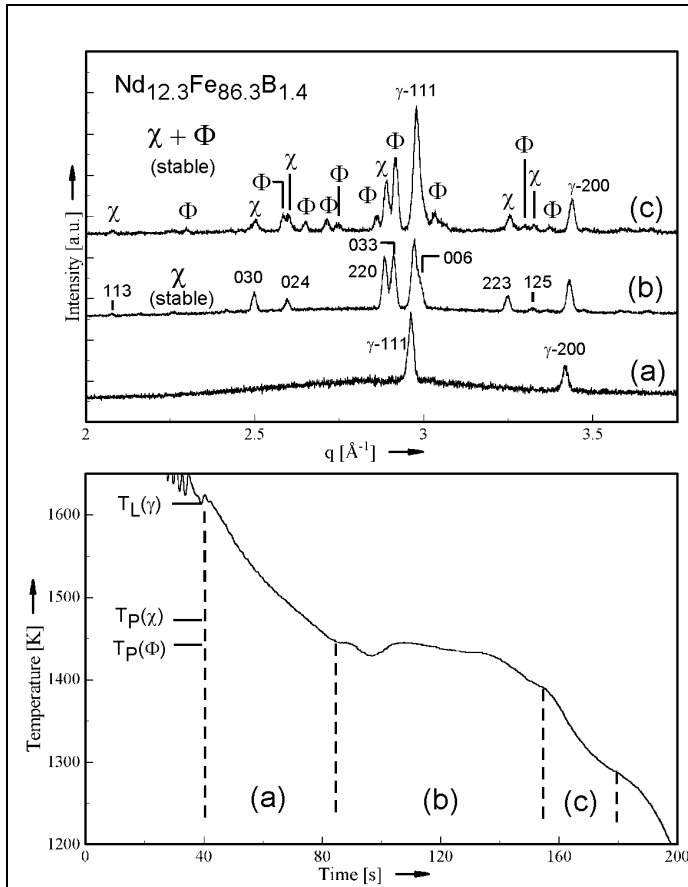 Nd12.3Fe86.3B1.4
χ + Φ
(stable)
γ-111
Φ
χ
Φ
χ
Φ
χ
Φ
χ
Φ
χ
Φ
Φ
Φ
Φ
Φ
χ
Φ
γ-200
(c)
Intensity [a.u.]
χ
(stable)
113
030
024
033
220
006
223
125
(b)
γ-111
γ-200
(a)
2
2.5
3
3.5
q [Å-1]
1600
1500
1400
1300
1200
TL(γ)
TP(χ)
TP(Φ)
Temperature [K]
(a)
(b)
(c)
0
40
80
120
160
200
Time [s]